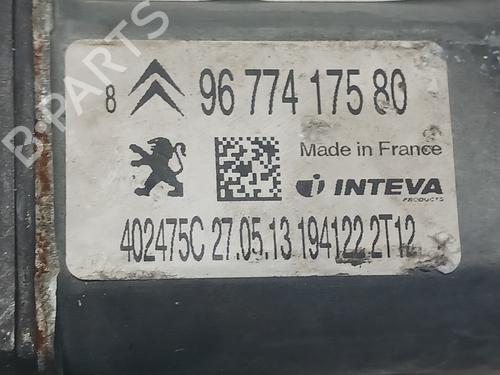 8 96 774 175 80
Made in France
INTEVA
PRODUCTS
402475C 27.05.13 194122 2T12
B-PARTS